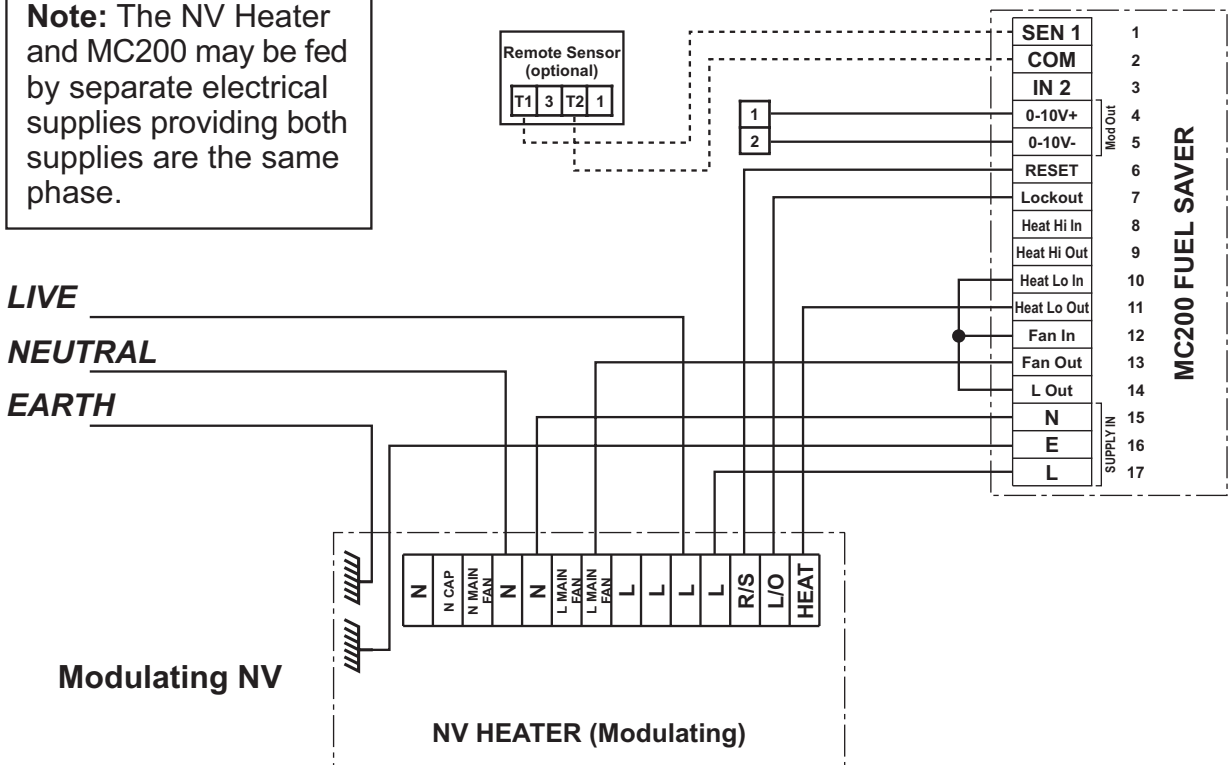 Note: The NV Heater
and MC200 may be fed
by separate electrical
supplies providing both
supplies are the same
phase.
Remote Sensor
(optional)
T1 3 T2 1
1
2
SEN 1 1
COM 2
IN 2 3
0-10V+ 4
0-10V- 5
Mod Out
RESET 6
Lockout 7
Heat Hi In 8
Heat Hi Out 9
Heat Lo In 10
Heat Lo Out 11
Fan In 12
Fan Out 13
L Out 14
N 15
E 16
L 17
SUPPLY IN
MC200 FUEL SAVER
LIVE
NEUTRAL
EARTH
N
N CAP
N MAIN
FAN
N
N
L MAIN
FAN
L MAIN
FAN
L
L
L
L
R/S
L/O
HEAT
Modulating NV
NV HEATER (Modulating)